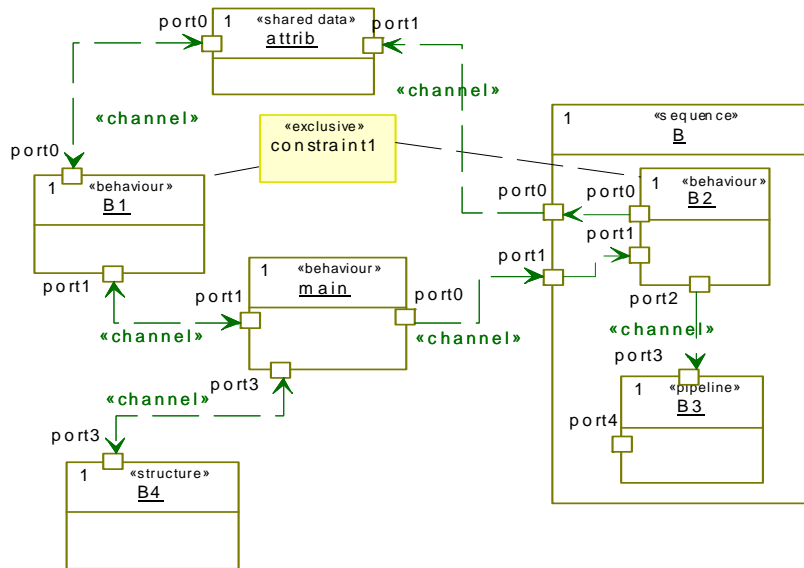 port0
1
«shared data»
attrib
port1
«channel»
«channel»
«exclusive»
constraint1
1
«sequence»
B
port0
1
«behaviour»
B1
port1
port0
1
«behaviour»
B2
port0
port1
port1
port2
1
«behaviour»
main
port1
port0
port3
«channel»
«channel»
«channel»
«channel»
port3
1
«pipeline»
B3
port4
port3
1
«structure»
B4